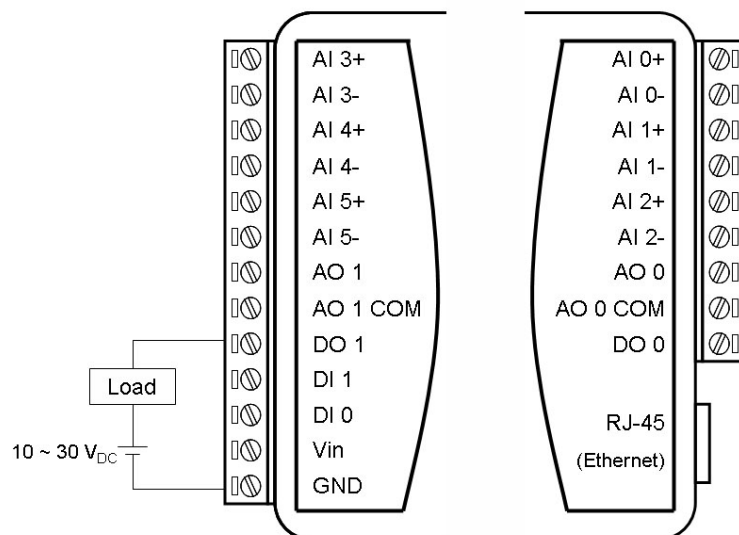 AI 3+
AI 3-
AI 4+
AI 4-
AI 5+
AI 5-
AO 1
AO 1 COM
DO 1
DI 1
DI 0
Vin
GND
Load
10 ~ 30 VDC
AI 0+
AI 0-
AI 1+
AI 1-
AI 2+
AI 2-
AO 0
AO 0 COM
DO 0
RJ-45
(Ethernet)